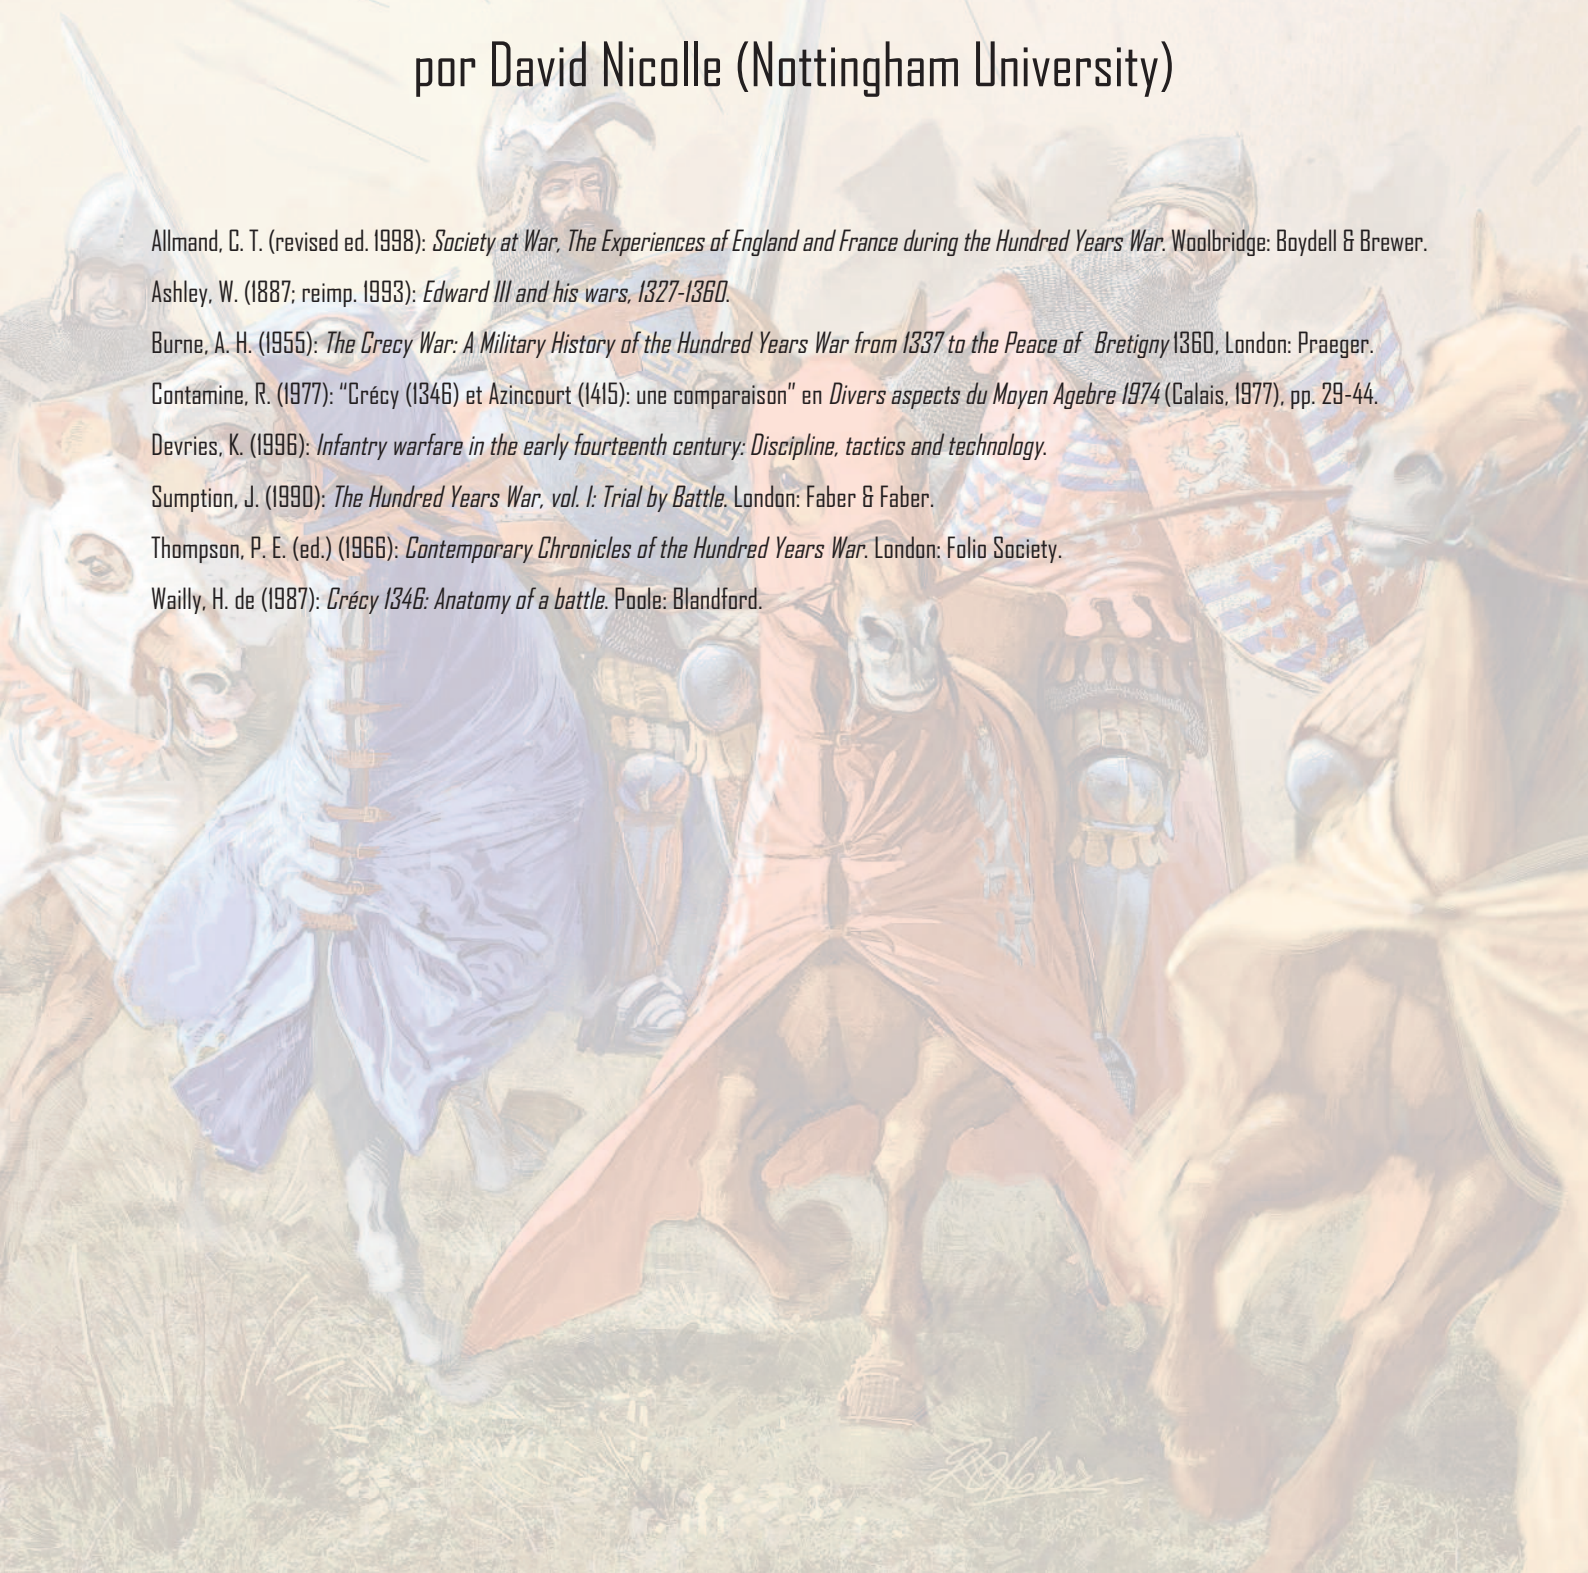 por David Nicolle (Nottingham University)
Allmand, C. T. (revised ed. 1998): Society at War, The Experiences of England and France during the Hundred Years War. Woolbridge: Boydell & Brewer.
Ashley, W. (1887; reimp. 1993): Edward III and his wars, 1327-1360.
Burne, A. H. (1955): The Crecy War: A Military History of the Hundred Years War from 1337 to the Peace of Bretigny 1360, London: Praeger.
Contamine, R. (1977): “Crécy (1346) et Azincourt (1415): une comparaison” en Divers aspects du Moyen Agebre 1974 (Calais, 1977), pp. 29-44.
Devries, K. (1996): Infantry warfare in the early fourteenth century: Discipline, tactics and technology.
Sumption, J. (1990): The Hundred Years War, vol. I: Trial by Battle. London: Faber & Faber.
Thompson, P. E. (ed.) (1966): Contemporary Chronicles of the Hundred Years War. London: Folio Society.
Wailly, H. de (1987): Crécy 1346: Anatomy of a battle. Poole: Blandford.